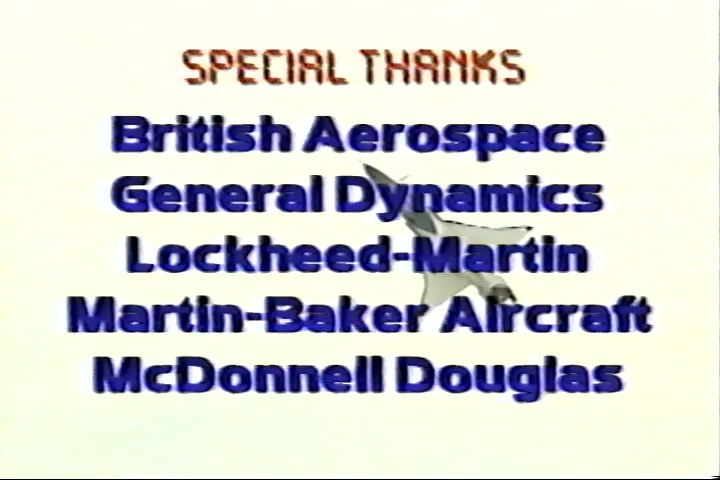 SPECIAL THANKS
British Aerospace
General Dynamics
Lockheed-Martin
Martin-Baker Aircraft
McDonnell Douglas